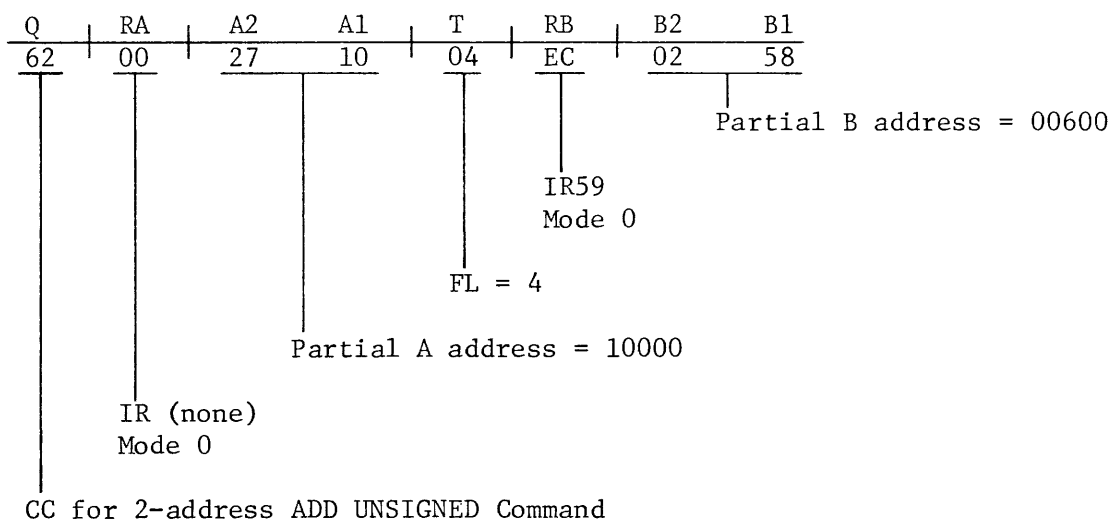 Q RA A2 A1 T RB B2 B1
62 00 27 10 04 EC 02 58
Partial B address = 00600
IR59
Mode 0
FL = 4
Partial A address = 10000
IR (none)
Mode 0
CC for 2-address ADD UNSIGNED Command